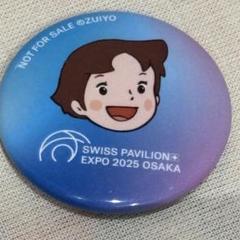 NOT FOR SALE ©ZUIYO
SWISS PAVILION
EXPO 2025 OSAKA